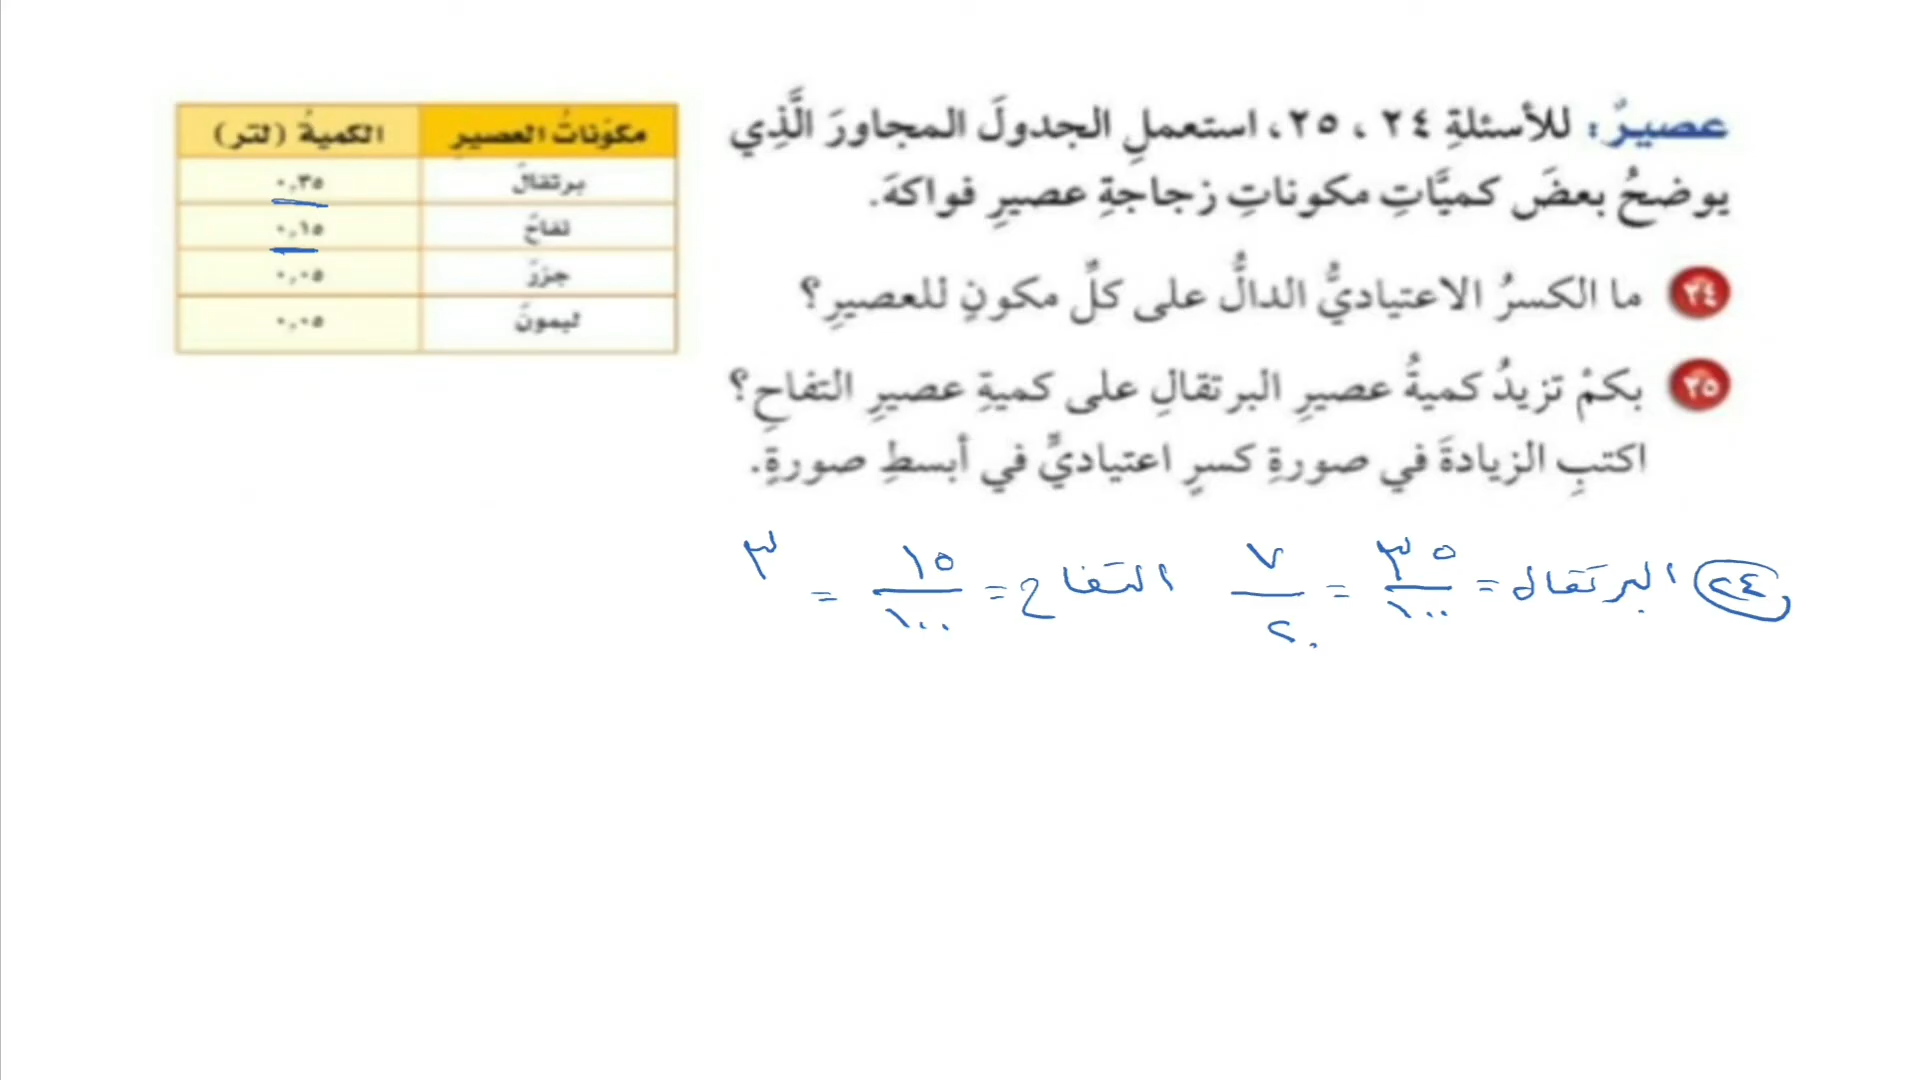 عصيرٌ: للأسئلةِ ٢٤ ، ٢٥، استعملِ الجدولَ المجاورَ الَّذِي
يوضحُ بعضَ كميَّاتِ مكوناتِ زجاجةِ عصيرِ فواكهَ.
مكوّناتُ العصيرِ الكميةُ (لتر)
برتقالَ ٠,٣٥
تفاحَ ٠,١٥
جزرَ ٠,٠٥
ليمونَ ٠,٠٥
٢٤ ما الكسرُ الاعتياديُّ الدالُّ على كلِّ مكونٍ للعصيرِ؟
٢٥ بكمْ تزيدُ كميةُ عصيرِ البرتقالِ على كميةِ عصيرِ التفاحِ؟
اكتبِ الزيادةَ في صورةِ كسرٍ اعتياديٍّ في أبسطِ صورةٍ.
٢٤ البرتقال = ٣٥/١٠٠ = ٧/٢٠ التفاح = ١٥/١٠٠ = ٣